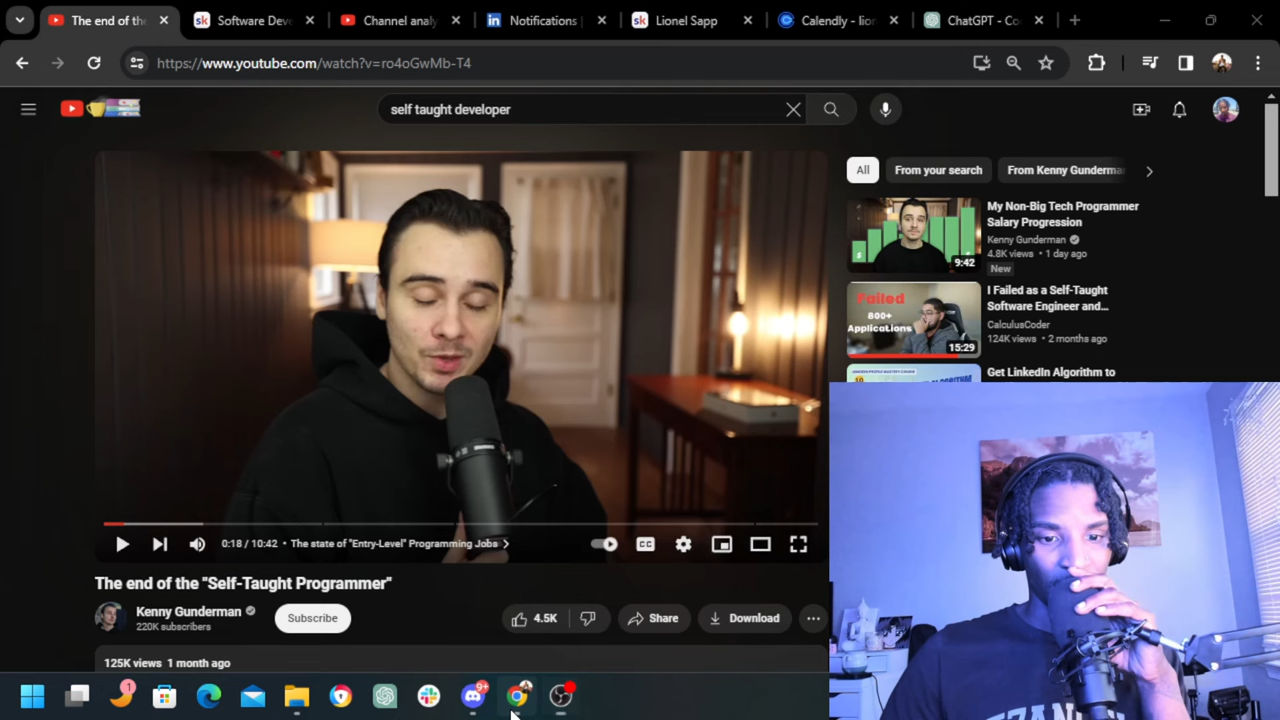 The end of the
Software Deve
Channel analy
Notifications |
Lionel Sapp
Calendly - lion
ChatGPT - Co
https://www.youtube.com/watch?v=ro4oGwMb-T4
self taught developer
All
From your search
From Kenny Gunderma
My Non-Big Tech Programmer
Salary Progression
Kenny Gunderman
4.8K views • 1 day ago
New
9:42
I Failed as a Self-Taught
Software Engineer and...
CalculusCoder
124K views • 2 months ago
Failed
800+
Applications
15:29
Get LinkedIn Algorithm to
0:18 / 10:42 • The state of "Entry-Level" Programming Jobs
CC
The end of the "Self-Taught Programmer"
Kenny Gunderman
220K subscribers
Subscribe
4.5K
Share
Download
125K views 1 month ago
1
9+